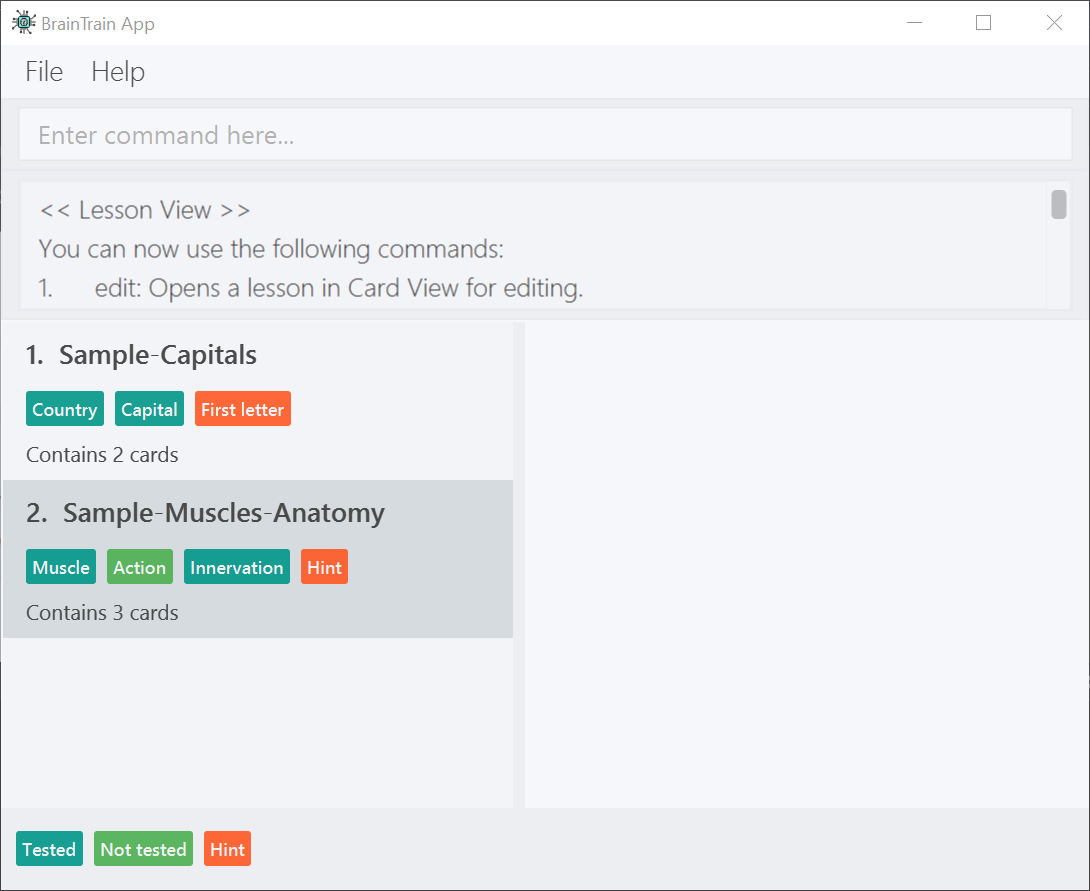 BrainTrain App
File Help
Enter command here...
<< Lesson View >>
You can now use the following commands:
1. edit: Opens a lesson in Card View for editing.
1. Sample-Capitals
Country Capital First letter
Contains 2 cards
2. Sample-Muscles-Anatomy
Muscle Action Innervation Hint
Contains 3 cards
Tested Not tested Hint